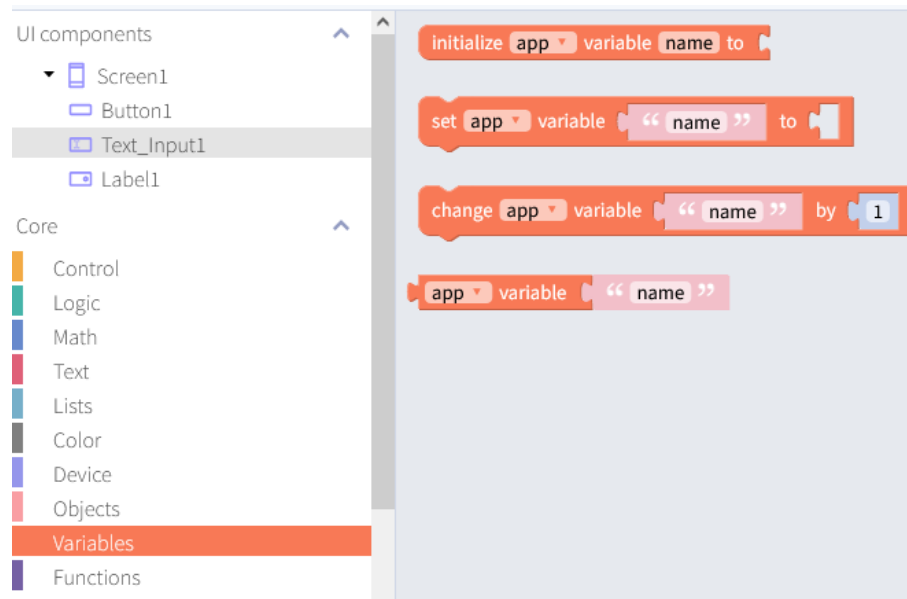 UI components
Screen1
Button1
Text_Input1
Label1
Core
Control
Logic
Math
Text
Lists
Color
Device
Objects
Variables
Functions
initialize app variable name to
set app variable “ name ” to
change app variable “ name ” by 1
app variable “ name ”